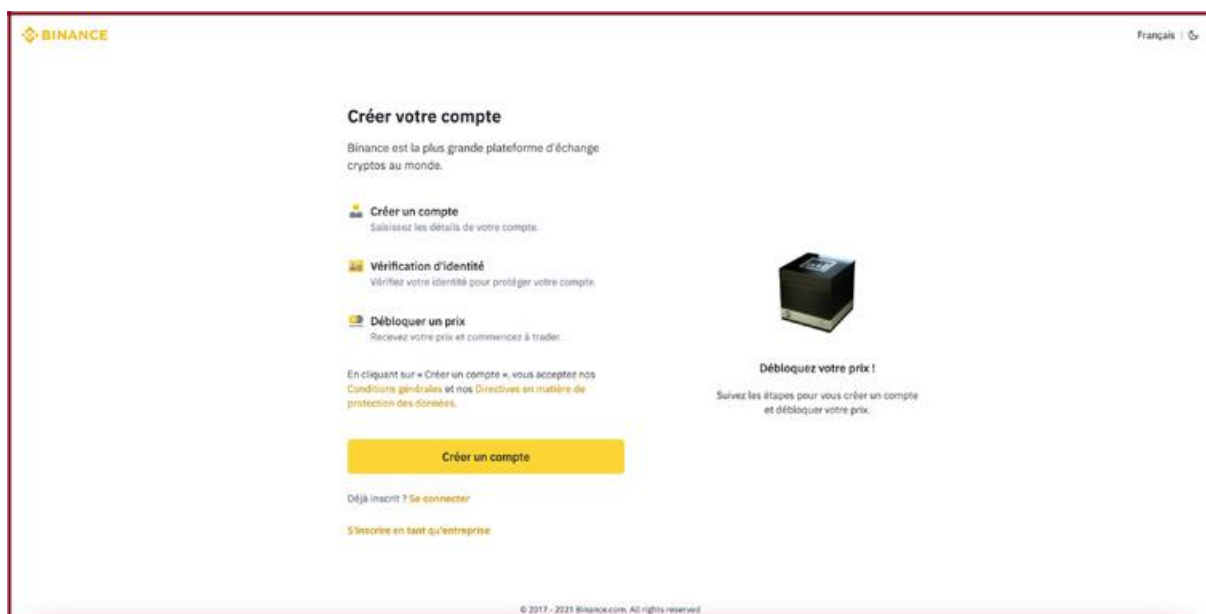 BINANCE
Français
Créer votre compte
Binance est la plus grande plateforme d'échange
cryptos au monde.
Créer un compte
Saisissez les détails de votre compte.
Vérification d'identité
Vérifiez votre identité pour protéger votre compte.
Débloquer un prix
Recevez votre prix et commencez à trader.
En cliquant sur « Créer un compte », vous acceptez nos
Conditions générales et nos Directives en matière de
protection des données.
Créer un compte
Déjà inscrit ? Se connecter
S'inscrire en tant qu'entreprise
Débloquez votre prix !
Suivez les étapes pour vous créer un compte
et débloquer votre prix.
© 2017 - 2021 Binance.com. All rights reserved